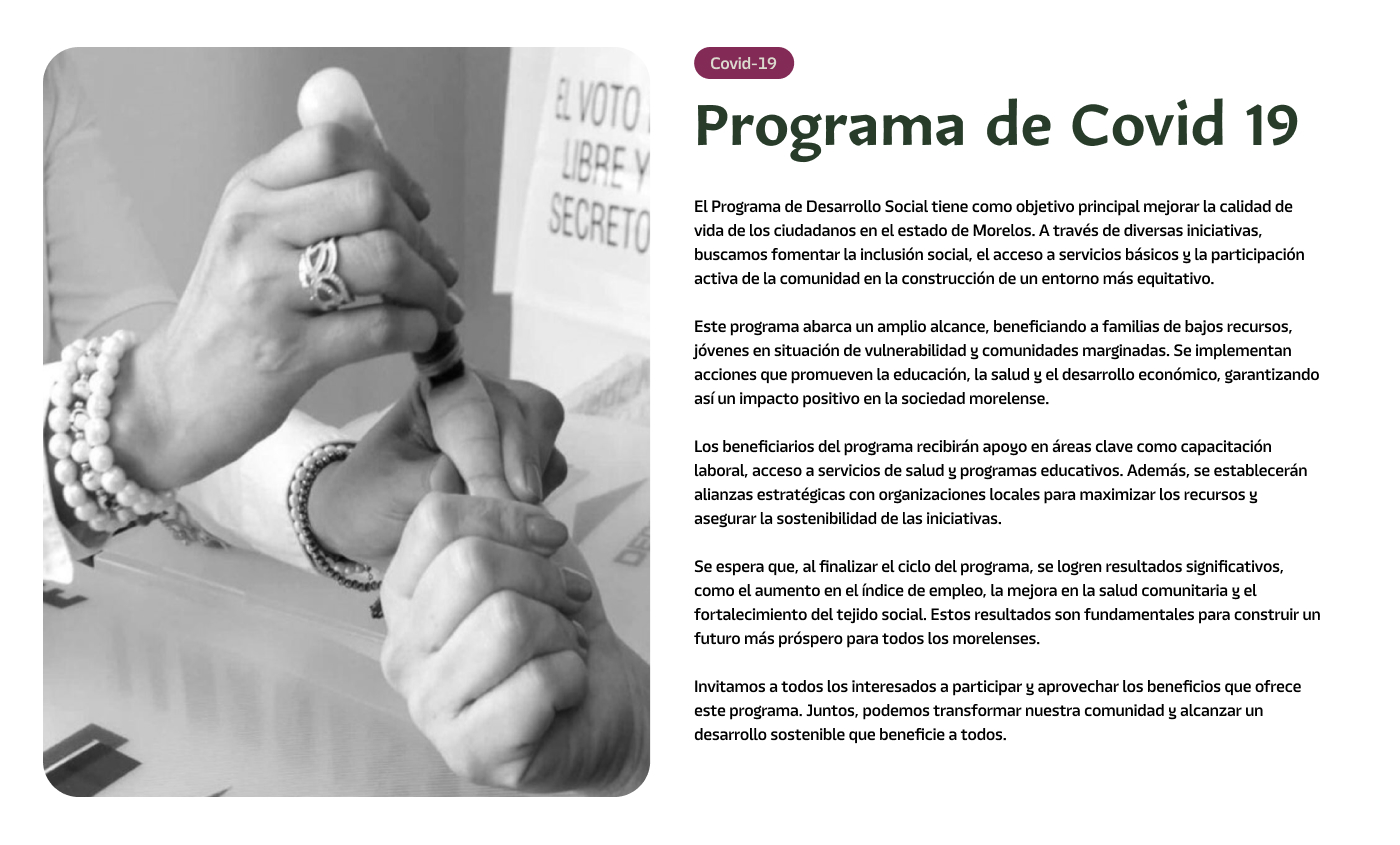 EL VOTO
LIBRE Y
SECRETO
Covid-19
Programa de Covid 19
El Programa de Desarrollo Social tiene como objetivo principal mejorar la calidad de
vida de los ciudadanos en el estado de Morelos. A través de diversas iniciativas,
buscamos fomentar la inclusión social, el acceso a servicios básicos y la participación
activa de la comunidad en la construcción de un entorno más equitativo.
Este programa abarca un amplio alcance, beneficiando a familias de bajos recursos,
jóvenes en situación de vulnerabilidad y comunidades marginadas. Se implementan
acciones que promueven la educación, la salud y el desarrollo económico, garantizando
así un impacto positivo en la sociedad morelense.
Los beneficiarios del programa recibirán apoyo en áreas clave como capacitación
laboral, acceso a servicios de salud y programas educativos. Además, se establecerán
alianzas estratégicas con organizaciones locales para maximizar los recursos y
asegurar la sostenibilidad de las iniciativas.
Se espera que, al finalizar el ciclo del programa, se logren resultados significativos,
como el aumento en el índice de empleo, la mejora en la salud comunitaria y el
fortalecimiento del tejido social. Estos resultados son fundamentales para construir un
futuro más próspero para todos los morelenses.
Invitamos a todos los interesados a participar y aprovechar los beneficios que ofrece
este programa. Juntos, podemos transformar nuestra comunidad y alcanzar un
desarrollo sostenible que beneficie a todos.